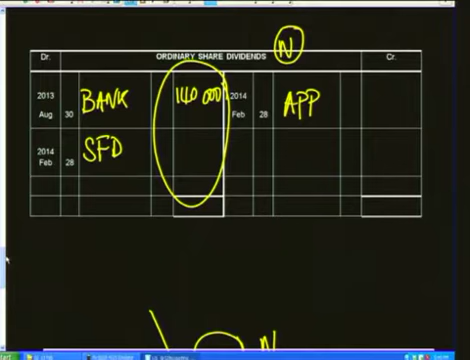 ORDINARY SHARE DIVIDENDS N
Dr. Cr.
2013 Aug 30 BANK 140 000 2014 Feb 28 APP
2014 Feb 28 SFD
N